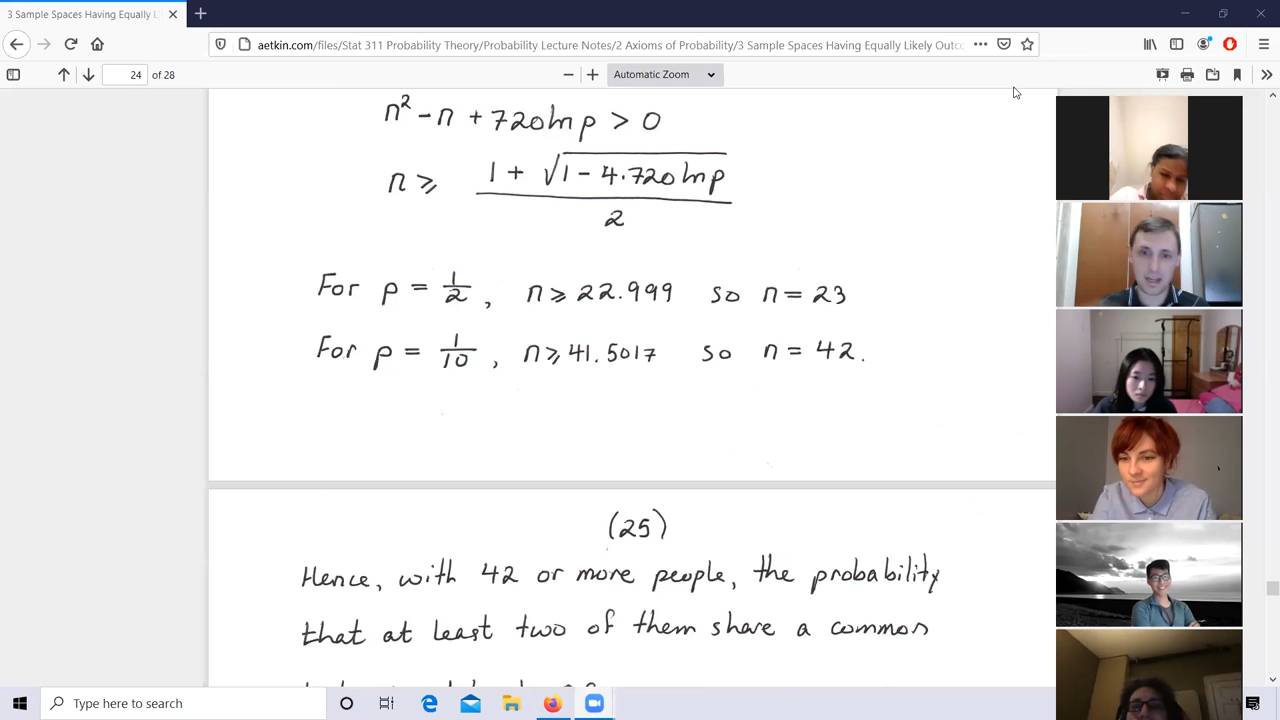 3 Sample Spaces Having Equally Li
aetkin.com/files/Stat 311 Probability Theory/Probability Lecture Notes/2 Axioms of Probability/3 Sample Spaces Having Equally Likely Outc
24 of 28
Automatic Zoom
n² - n + 720 ln p > 0
n ≥ (1 + √(1 - 4·720 ln p)) / 2
For p = 1/2, n ≥ 22.999 so n = 23
For p = 1/10, n ≥ 41.5017 so n = 42.
(25)
Hence, with 42 or more people, the probability
that at least two of them share a common
Type here to search